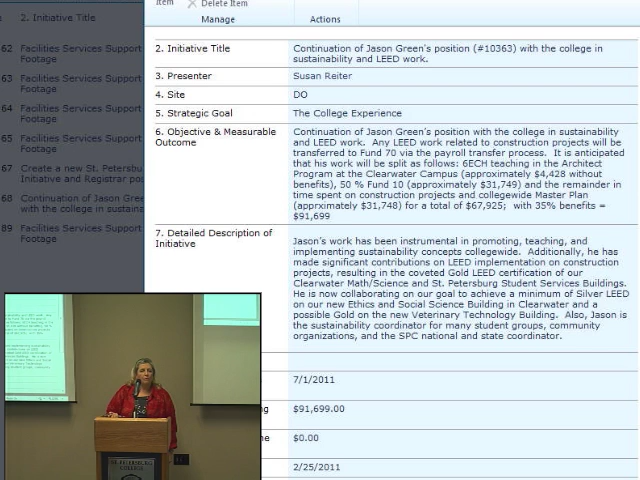 Item
Delete Item
Manage
Actions
2. Initiative Title
62 Facilities Services Support
Footage
63 Facilities Services Support
Footage
64 Facilities Services Support
Footage
65 Facilities Services Support
Footage
67 Create a new St. Petersbu
Initiative and Registrar pos
68 Continuation of Jason Gree
with the college in sustaina
89 Facilities Services Support
Footage
2. Initiative Title
Continuation of Jason Green's position (#10363) with the college in
sustainability and LEED work.
3. Presenter
Susan Reiter
4. Site
DO
5. Strategic Goal
The College Experience
6. Objective & Measurable
Outcome
Continuation of Jason Green's position with the college in sustainability
and LEED work. Any LEED work related to construction projects will be
transferred to Fund 70 via the payroll transfer process. It is anticipated
that his work will be split as follows: 6ECH teaching in the Architect
Program at the Clearwater Campus (approximately $4,428 without
benefits), 50 % Fund 10 (approximately $31,749) and the remainder in
time spent on construction projects and collegewide Master Plan
(apprximately $31,748) for a total of $67,925; with 35% benefits =
$91,699
7. Detailed Description of
Initiative
Jason's work has been instrumental in promoting, teaching, and
implementing sustainability concepts collegewide. Additionally, he has
made significant contributions on LEED implementation on construction
projects, resulting in the coveted Gold LEED certification of our
Clearwater Math/Science and St. Petersburg Student Services Buildings.
He is now collaborating on our goal to achieve a minimum of Silver LEED
on our new Ethics and Social Science Building in Clearwater and a
possible Gold on the new Veterinary Technology Building. Also, Jason is
the sustainability coordinator for many student groups, community
organizations, and the SPC national and state coordinator.
7/1/2011
ng
$91,699.00
ne
$0.00
2/25/2011
ST. PETERSBURG
COLLEGE